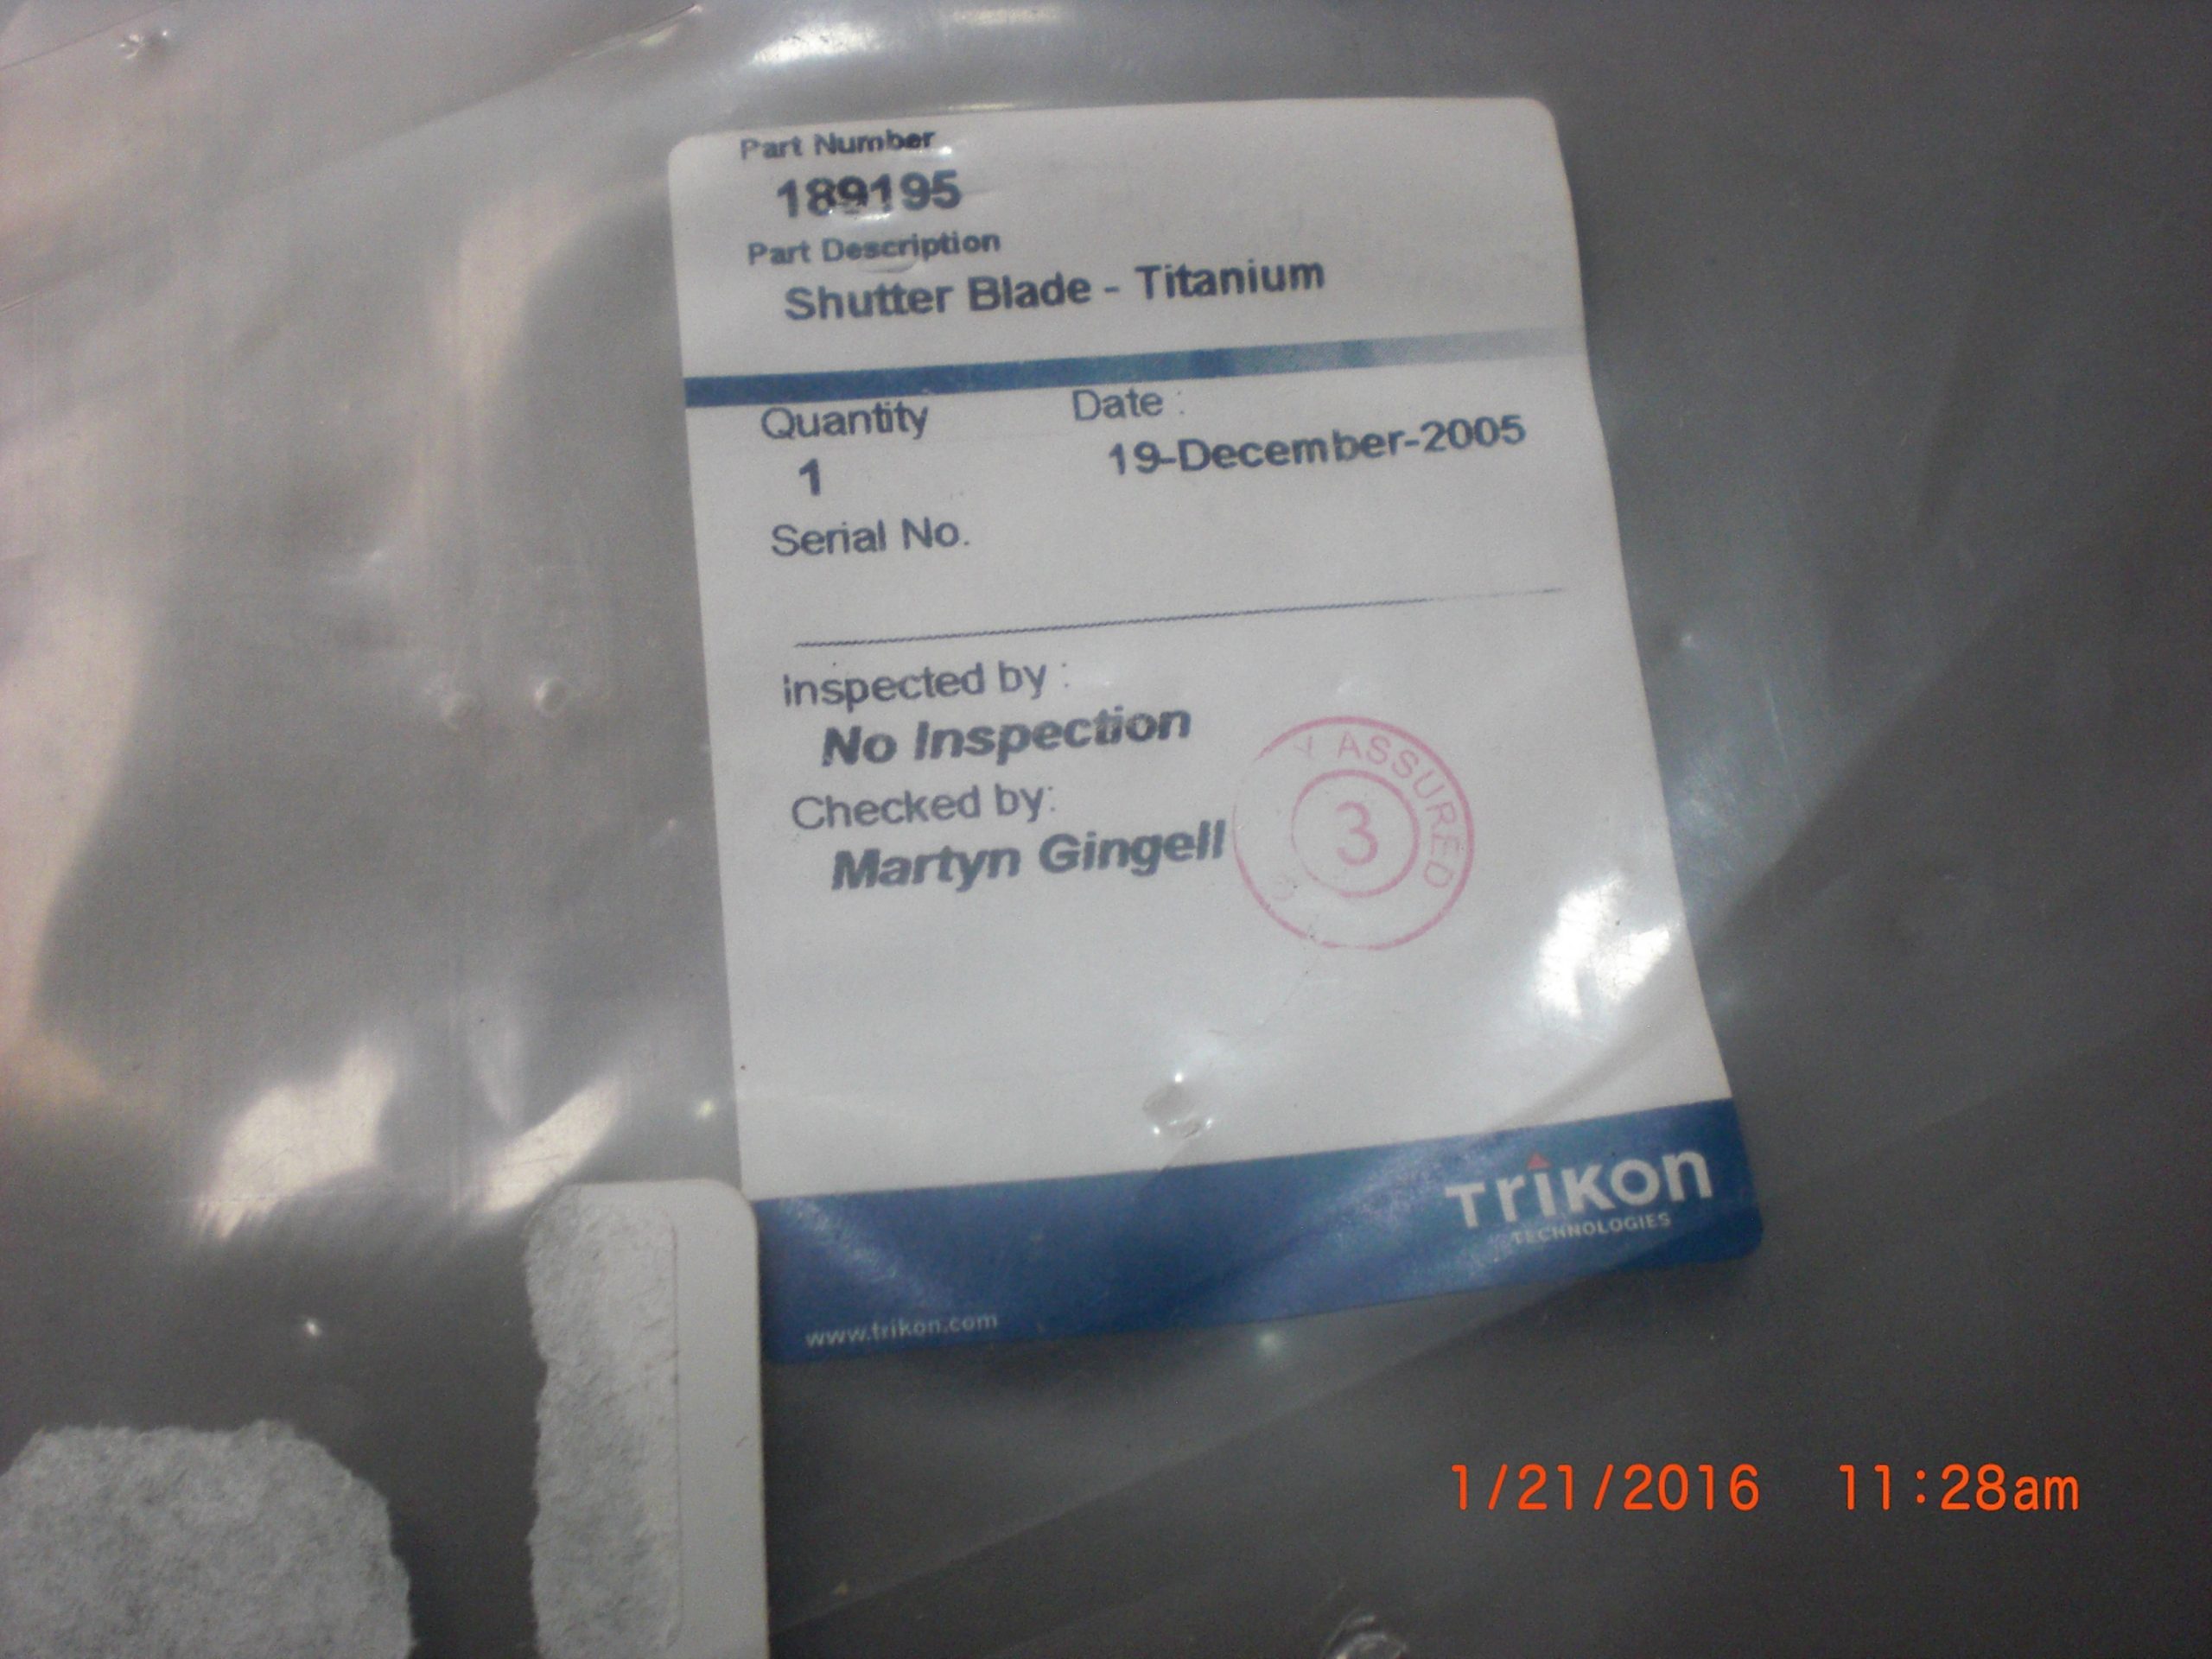 Part Number
189195
Part Description
Shutter Blade - Titanium
Quantity
Date :
1
19-December-2005
Serial No.
Inspected by :
No Inspection
Checked by:
Martyn Gingell
ASSURED
3
TriKon
TECHNOLOGIES
www.trikon.com
1/21/2016 11:28am